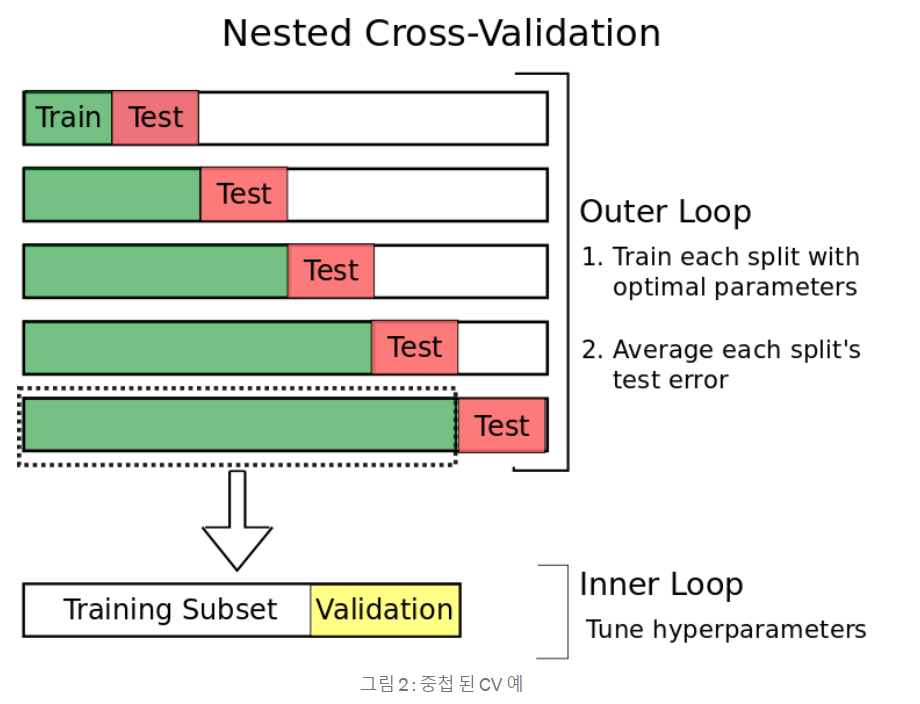 Nested Cross-Validation
Train Test
Test
Test
Test
Test
Outer Loop
1. Train each split with
optimal parameters
2. Average each split's
test error
Training Subset Validation
Inner Loop
Tune hyperparameters
그림 2 : 중첩 된 CV 예